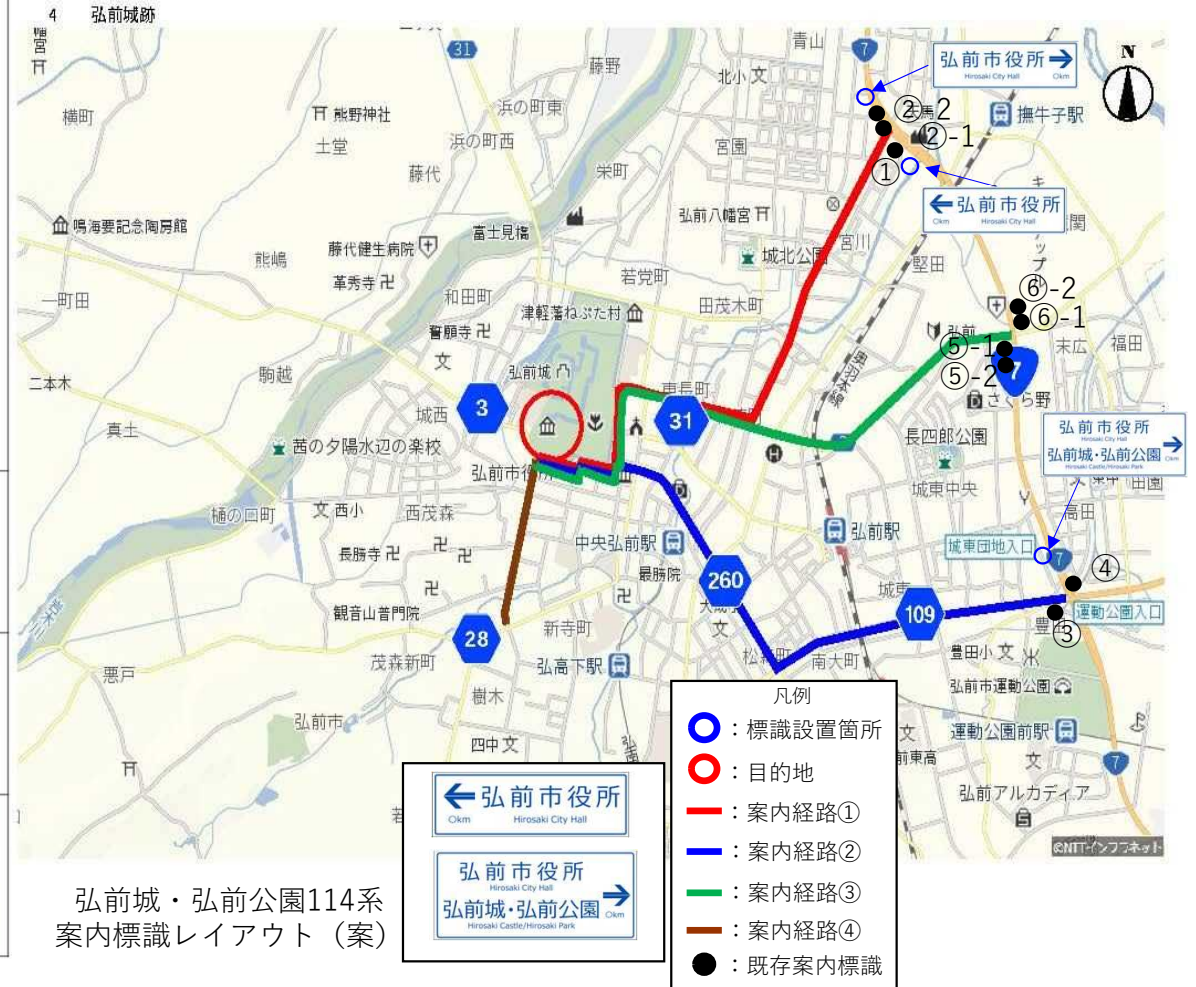 4 弘前城跡
幡宮
31
青山
7
弘前市役所
Hirosaki City Hall
0km
N
藤野
北小 文
横町
熊野神社
浜の町東
撫牛子駅
②-2
②-1
土堂
浜の町西
宮園
①
藤代
栄町
弘前市役所
0km
Hirosaki City Hall
鳴海要記念陶房館
弘前八幡宮
富士見橋
宮川
藤代健生病院
城北公園
熊嶋
堅田
革秀寺
若党町
一町田
和田町
田茂木町
⑥-2
津軽藩ねぷた村
⑥-1
誓願寺
弘前
⑤-1
末広
福田
文
弘前城
⑤-2
7
駒越
二本木
さくら野
3
城西
31
真土
長四郎公園
弘前市役所
Hirosaki City Hall
弘前城・弘前公園
0km
Hirosaki Castle/Hirosaki Park
茜の夕陽水辺の楽校
弘前市役所
城東中央
田園
樋の口町
文 西小
西茂森
高田
中央弘前駅
弘前駅
城東団地入口
7
長勝寺
最勝院
④
260
城東
観音山普門院
109
運動公園入口
28
新寺町
文
③
茂森新町
弘高下駅
南大町
豊田小 文
悪戸
弘前市運動公園
樹木
弘前市
凡例
:標識設置箇所
運動公園前駅
四中 文
文
:目的地
7
弘前市役所
0km
Hirosaki City Hall
:案内経路①
弘前アルカディア
:案内経路②
©NTTインフラネット
弘前市役所
Hirosaki City Hall
弘前城・弘前公園
0km
Hirosaki Castle/Hirosaki Park
:案内経路③
:案内経路④
:既存案内標識
弘前城・弘前公園114系
案内標識レイアウト(案)